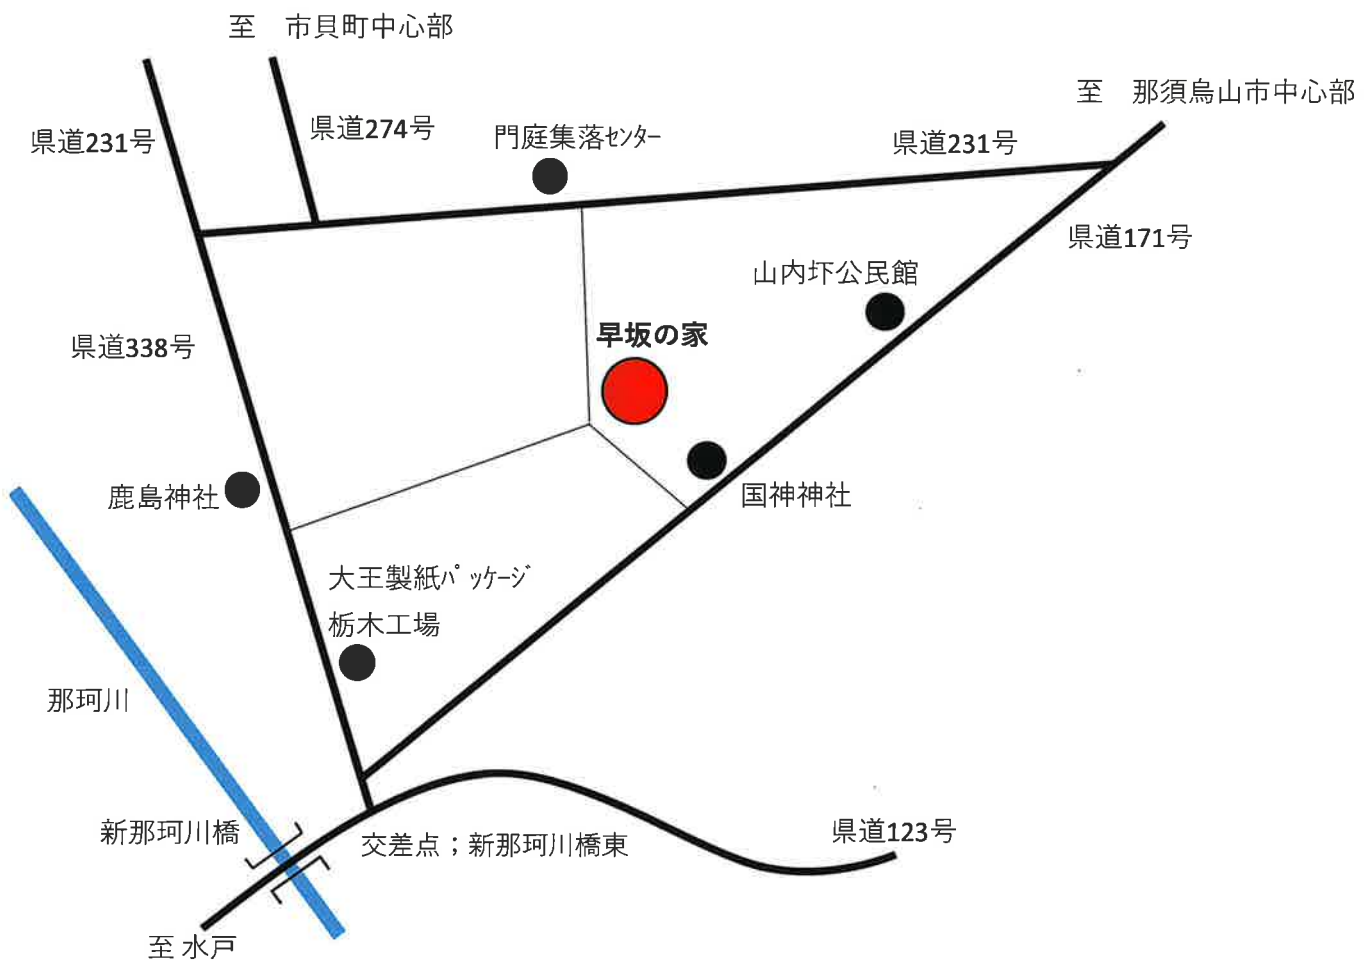 至　市貝町中心部
至　那須烏山市中心部
県道231号
県道274号
門庭集落ｾﾝﾀｰ
県道231号
県道171号
山内圷公民館
早坂の家
県道338号
鹿島神社
国神神社
大王製紙ﾊﾟｯｹｰｼﾞ
栃木工場
那珂川
新那珂川橋
交差点；新那珂川橋東
県道123号
至 水戸